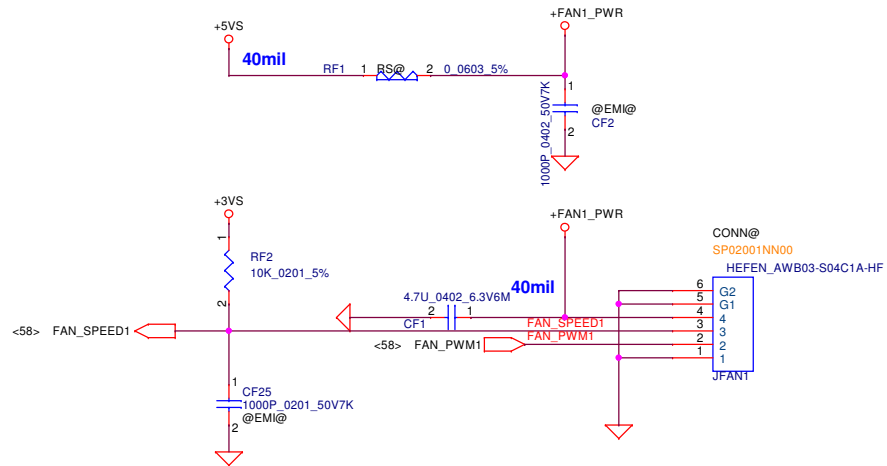 +5VS
+FAN1_PWR
40mil
RF1 1 RS@ 2 0_0603_5%
1
@EMI@
CF2
2
1000P_0402_50V7K
+3VS
+FAN1_PWR
CONN@
SP02001NN00
HEFEN_AWB03-S04C1A-HF
1
RF2
10K_0201_5%
2
40mil
4.7U_0402_6.3V6M
2 1
CF1
6 G2
5 G1
4 4
3 3
2 2
1 1
JFAN1
<58> FAN_SPEED1
FAN_SPEED1
FAN_PWM1
<58> FAN_PWM1
1
CF25
1000P_0201_50V7K
@EMI@
2